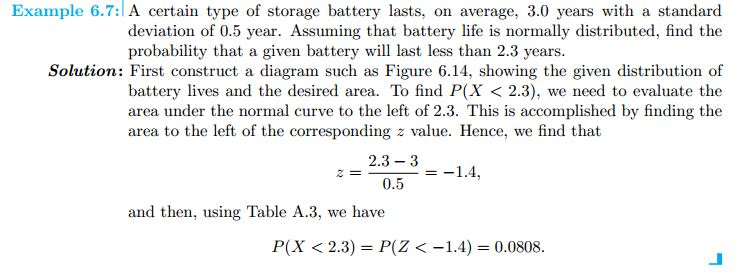 Example 6.7: A certain type of storage battery lasts, on average, 3.0 years with a standard
deviation of 0.5 year. Assuming that battery life is normally distributed, find the
probability that a given battery will last less than 2.3 years.
Solution: First construct a diagram such as Figure 6.14, showing the given distribution of
battery lives and the desired area. To find P(X < 2.3), we need to evaluate the
area under the normal curve to the left of 2.3. This is accomplished by finding the
area to the left of the corresponding z value. Hence, we find that
z = (2.3 − 3)/0.5 = −1.4,
and then, using Table A.3, we have
P(X < 2.3) = P(Z < −1.4) = 0.0808.